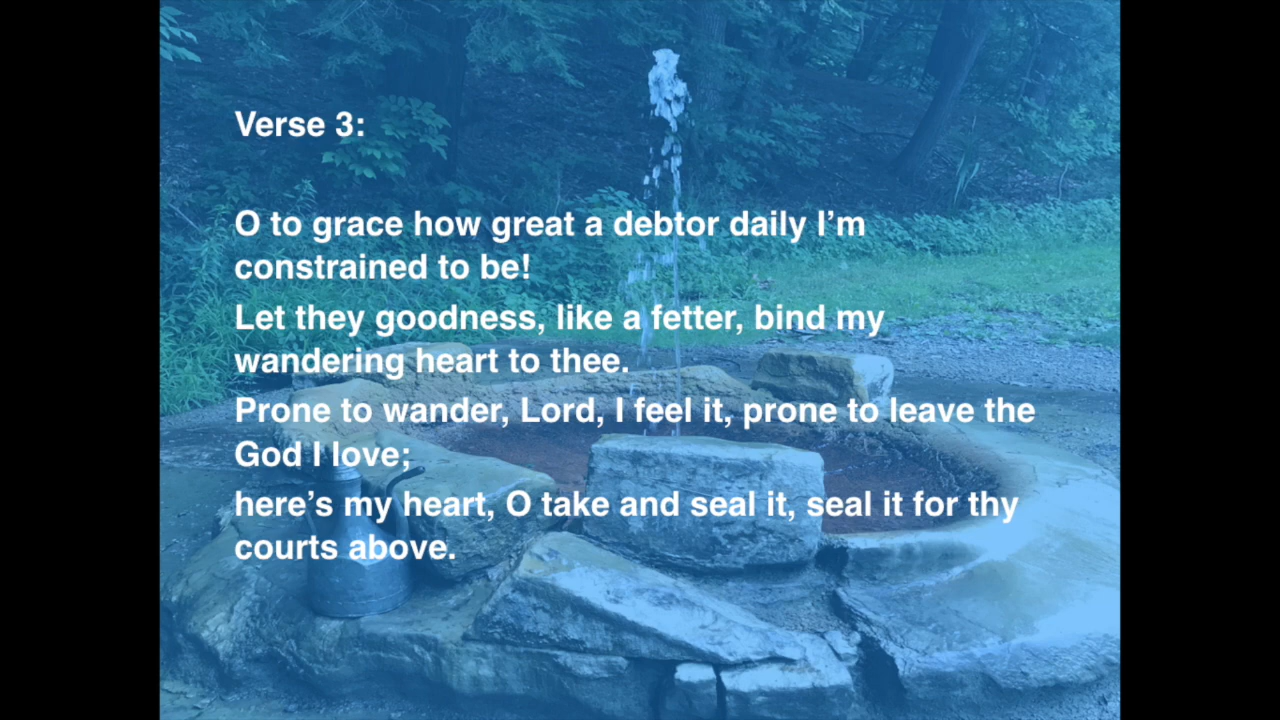 Verse 3:
O to grace how great a debtor daily I’m
constrained to be!
Let they goodness, like a fetter, bind my
wandering heart to thee.
Prone to wander, Lord, I feel it, prone to leave the
God I love;
here’s my heart, O take and seal it, seal it for thy
courts above.